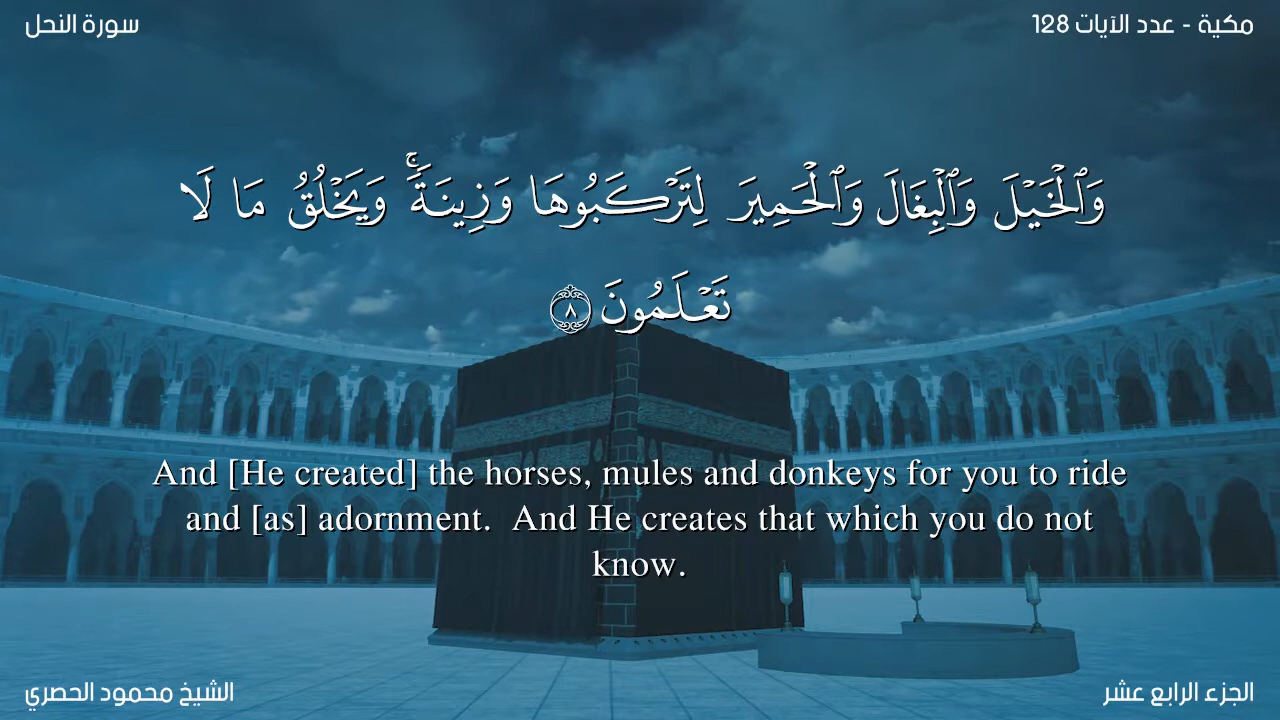 سورة النحل
مكية - عدد الآيات 128
وَٱلْخَيْلَ وَٱلْبِغَالَ وَٱلْحَمِيرَ لِتَرْكَبُوهَا وَزِينَةًۚ وَيَخْلُقُ مَا لَا
تَعْلَمُونَ ٨
And [He created] the horses, mules and donkeys for you to ride
and [as] adornment.  And He creates that which you do not
know.
الشيخ محمود الحصري
الجزء الرابع عشر